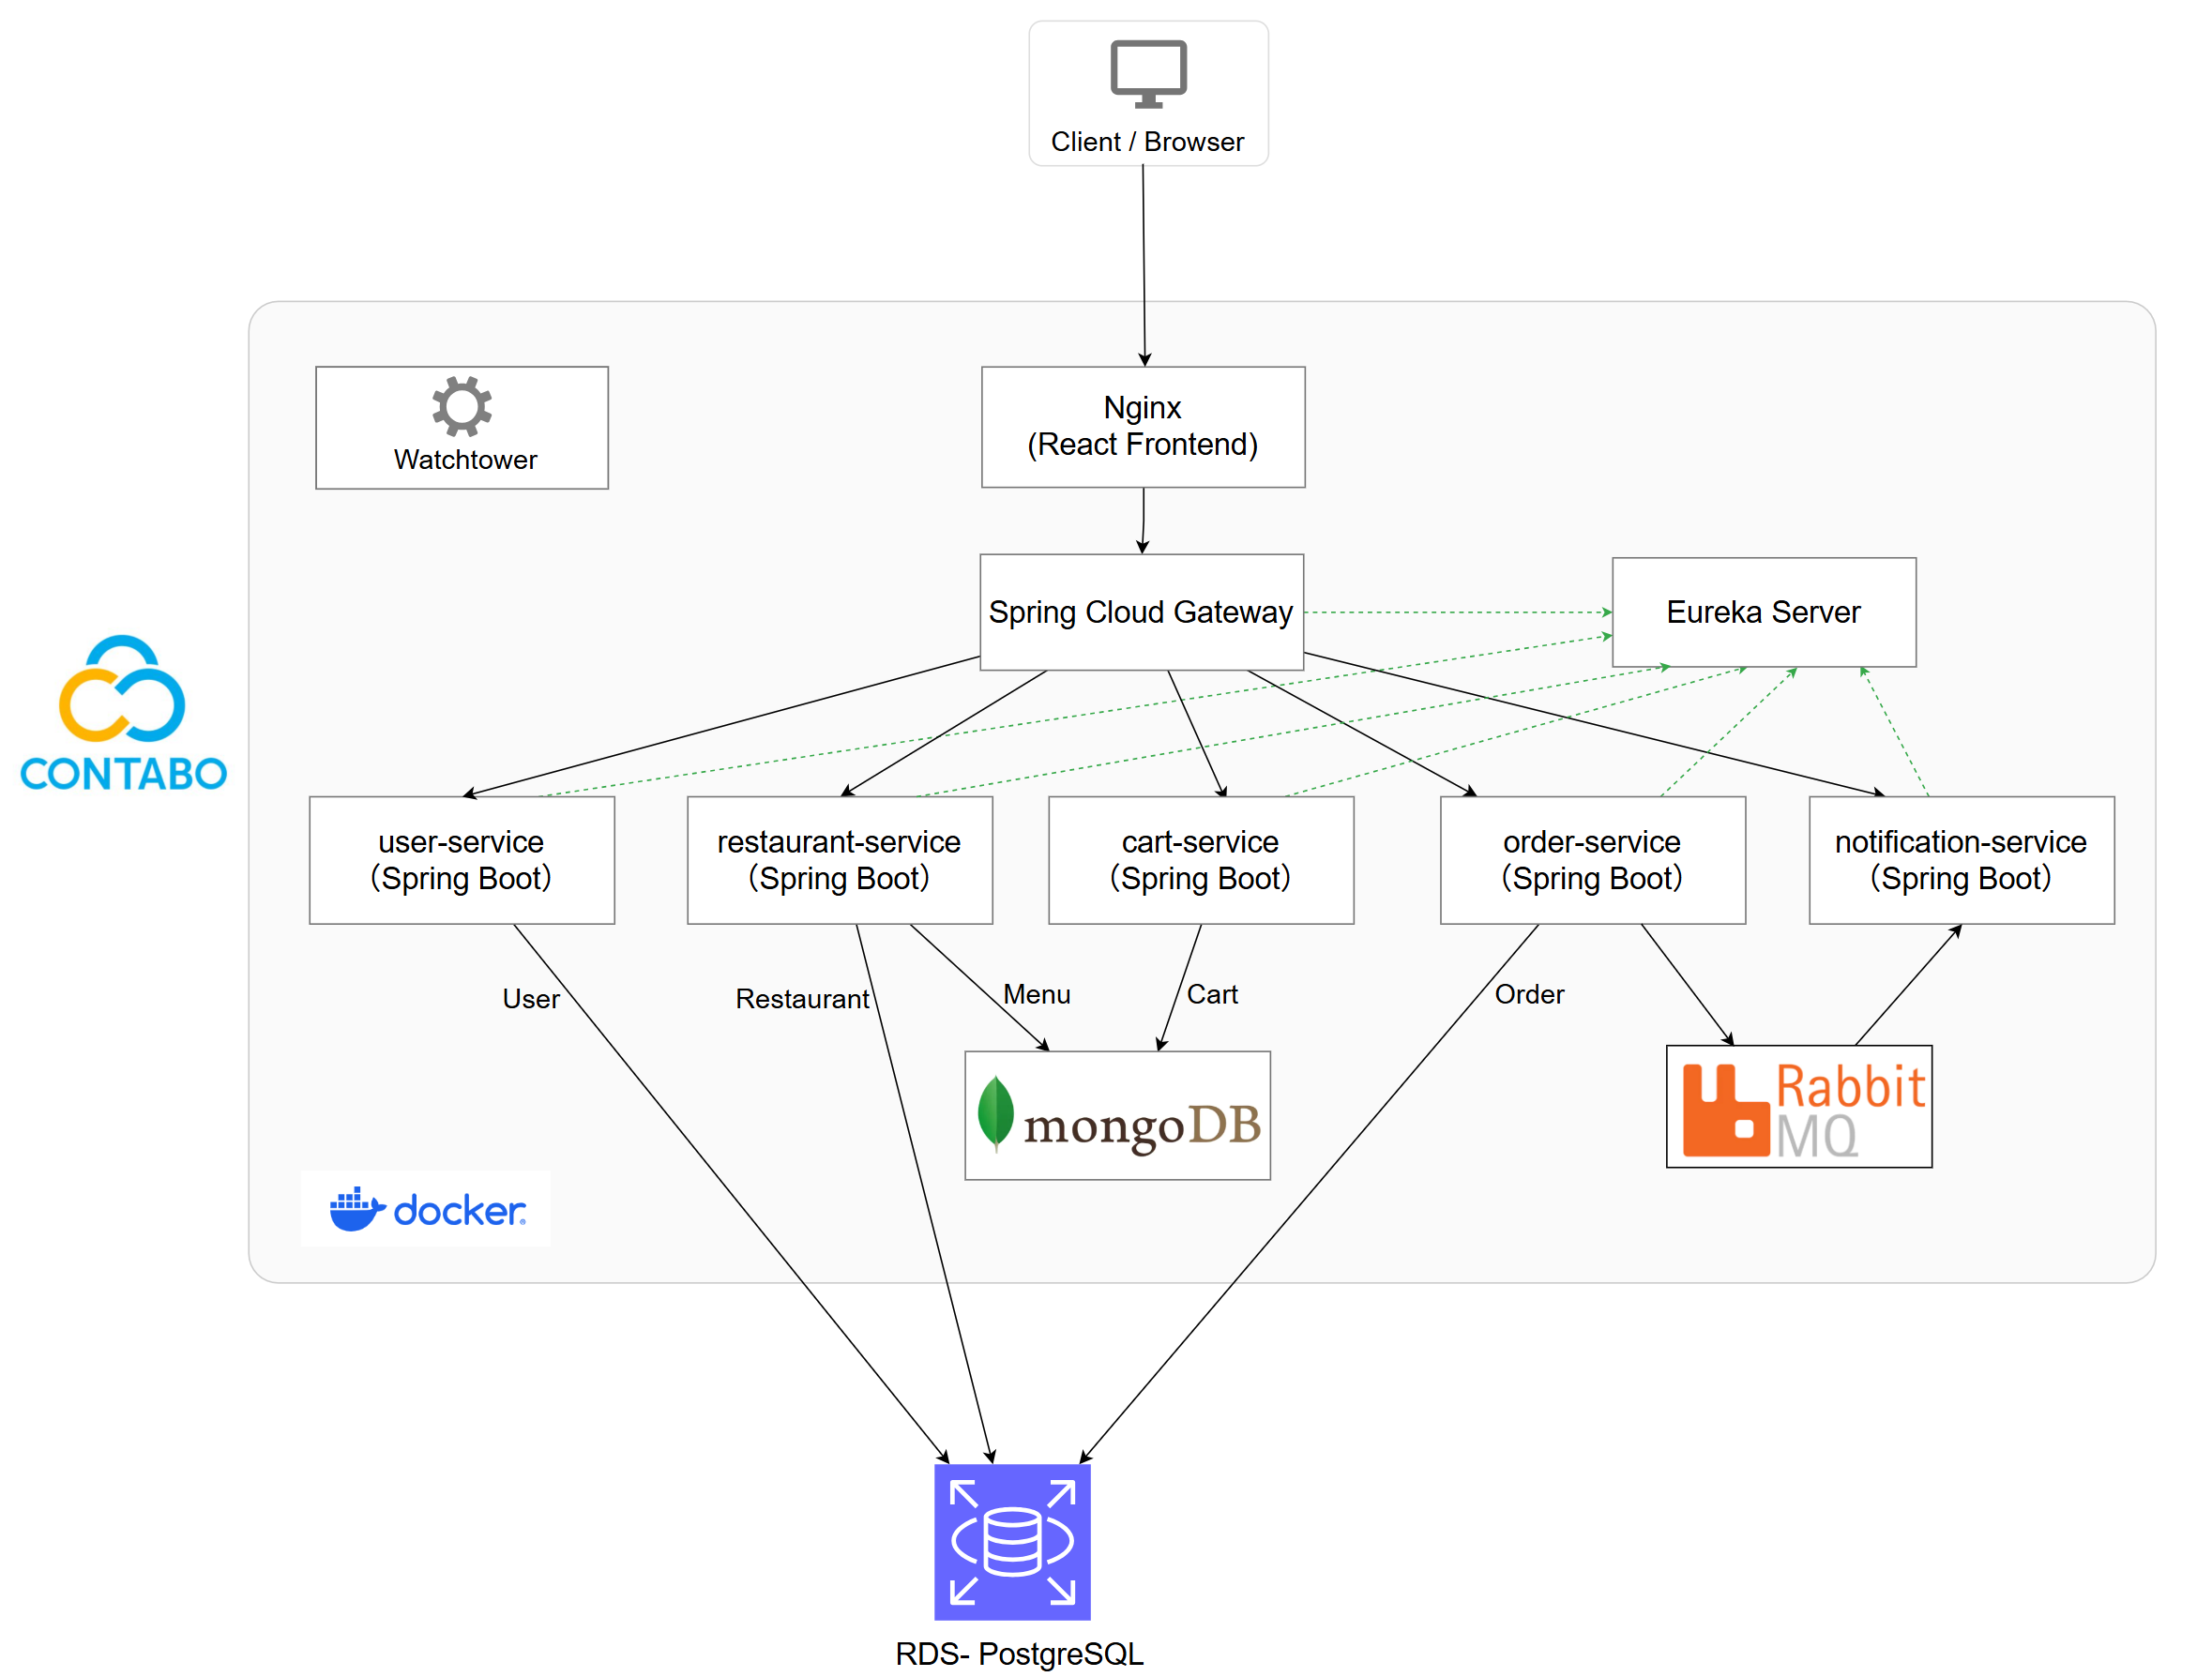 Client / Browser
Watchtower
Nginx
(React Frontend)
Spring Cloud Gateway
Eureka Server
CONTABO
user-service
（Spring Boot）
restaurant-service
（Spring Boot）
cart-service
（Spring Boot）
order-service
（Spring Boot）
notification-service
（Spring Boot）
User
Restaurant
Menu
Cart
Order
mongoDB
Rabbit
MQ
docker
RDS- PostgreSQL